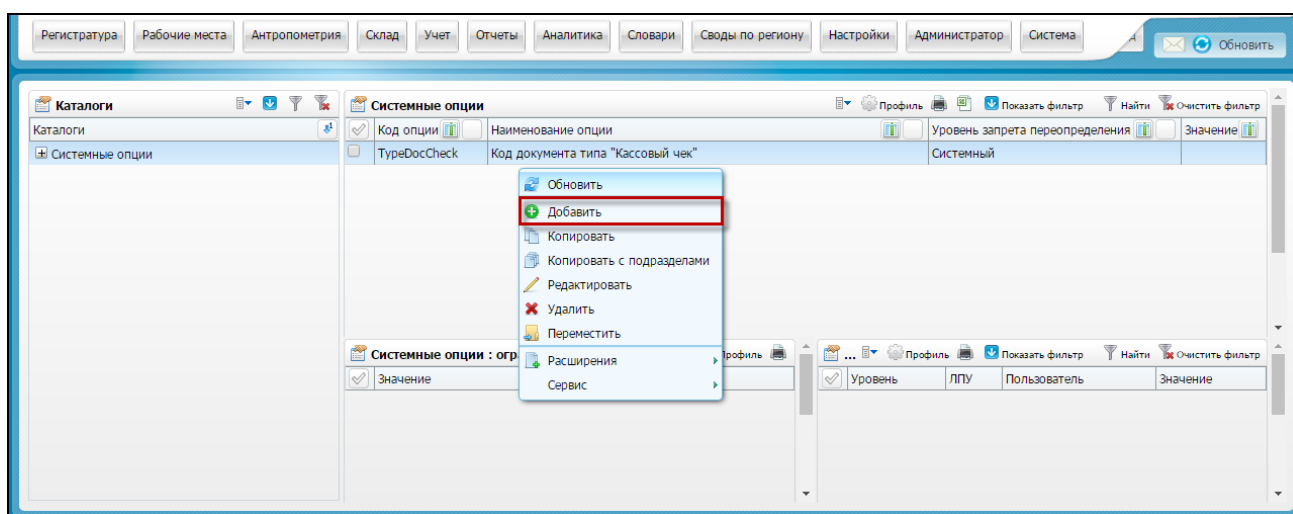 Регистратура Рабочие места Антропометрия Склад Учет Отчеты Аналитика Словари Своды по региону Настройки Администратор Система
Обновить
Каталоги
Каталоги
Системные опции
Системные опции Профиль Показать фильтр Найти Очистить фильтр
Код опции Наименование опции Уровень запрета переопределения Значение
TypeDocCheck Код документа типа "Кассовый чек" Системный
Обновить
Добавить
Копировать
Копировать с подразделами
Редактировать
Удалить
Переместить
Расширения
Сервис
Системные опции : огр Профиль
Значение
... Профиль Показать фильтр Найти Очистить фильтр
Уровень ЛПУ Пользователь Значение